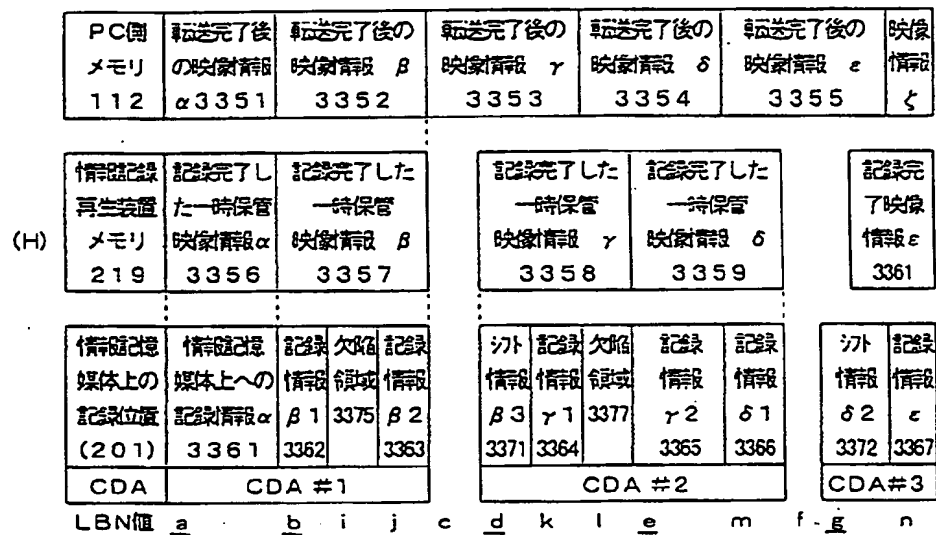 PC側 転送完了後 転送完了後の 転送完了後の 転送完了後の 転送完了後の 映像
メモリ の映像情報 映像情報 β 映像情報 γ 映像情報 δ 映像情報 ε 情報
112 α3351 3352 3353 3354 3355 ζ
情報記録 記録完了し 記録完了した 記録完了した 記録完了した 記録完
再生装置 た一時保管 一時保管 一時保管 一時保管 了映像
(H) メモリ 映像情報α 映像情報 β 映像情報 γ 映像情報 δ 情報ε
219 3356 3357 3358 3359 3361
情報記憶 情報記憶 記録 欠陥 記録 シフト 記録 欠陥 記録 記録 シフト 記録
媒体上の 媒体上への 情報 領域 情報 情報 情報 領域 情報 情報 情報 情報
記録位置 記録情報α β1 3375 β2 β3 γ1 3377 γ2 δ1 δ2 ε
(201) 3361 3362 3363 3371 3364 3365 3366 3372 3367
CDA CDA #1 CDA #2 CDA#3
LBN値 a b i j c d k l e m f g n